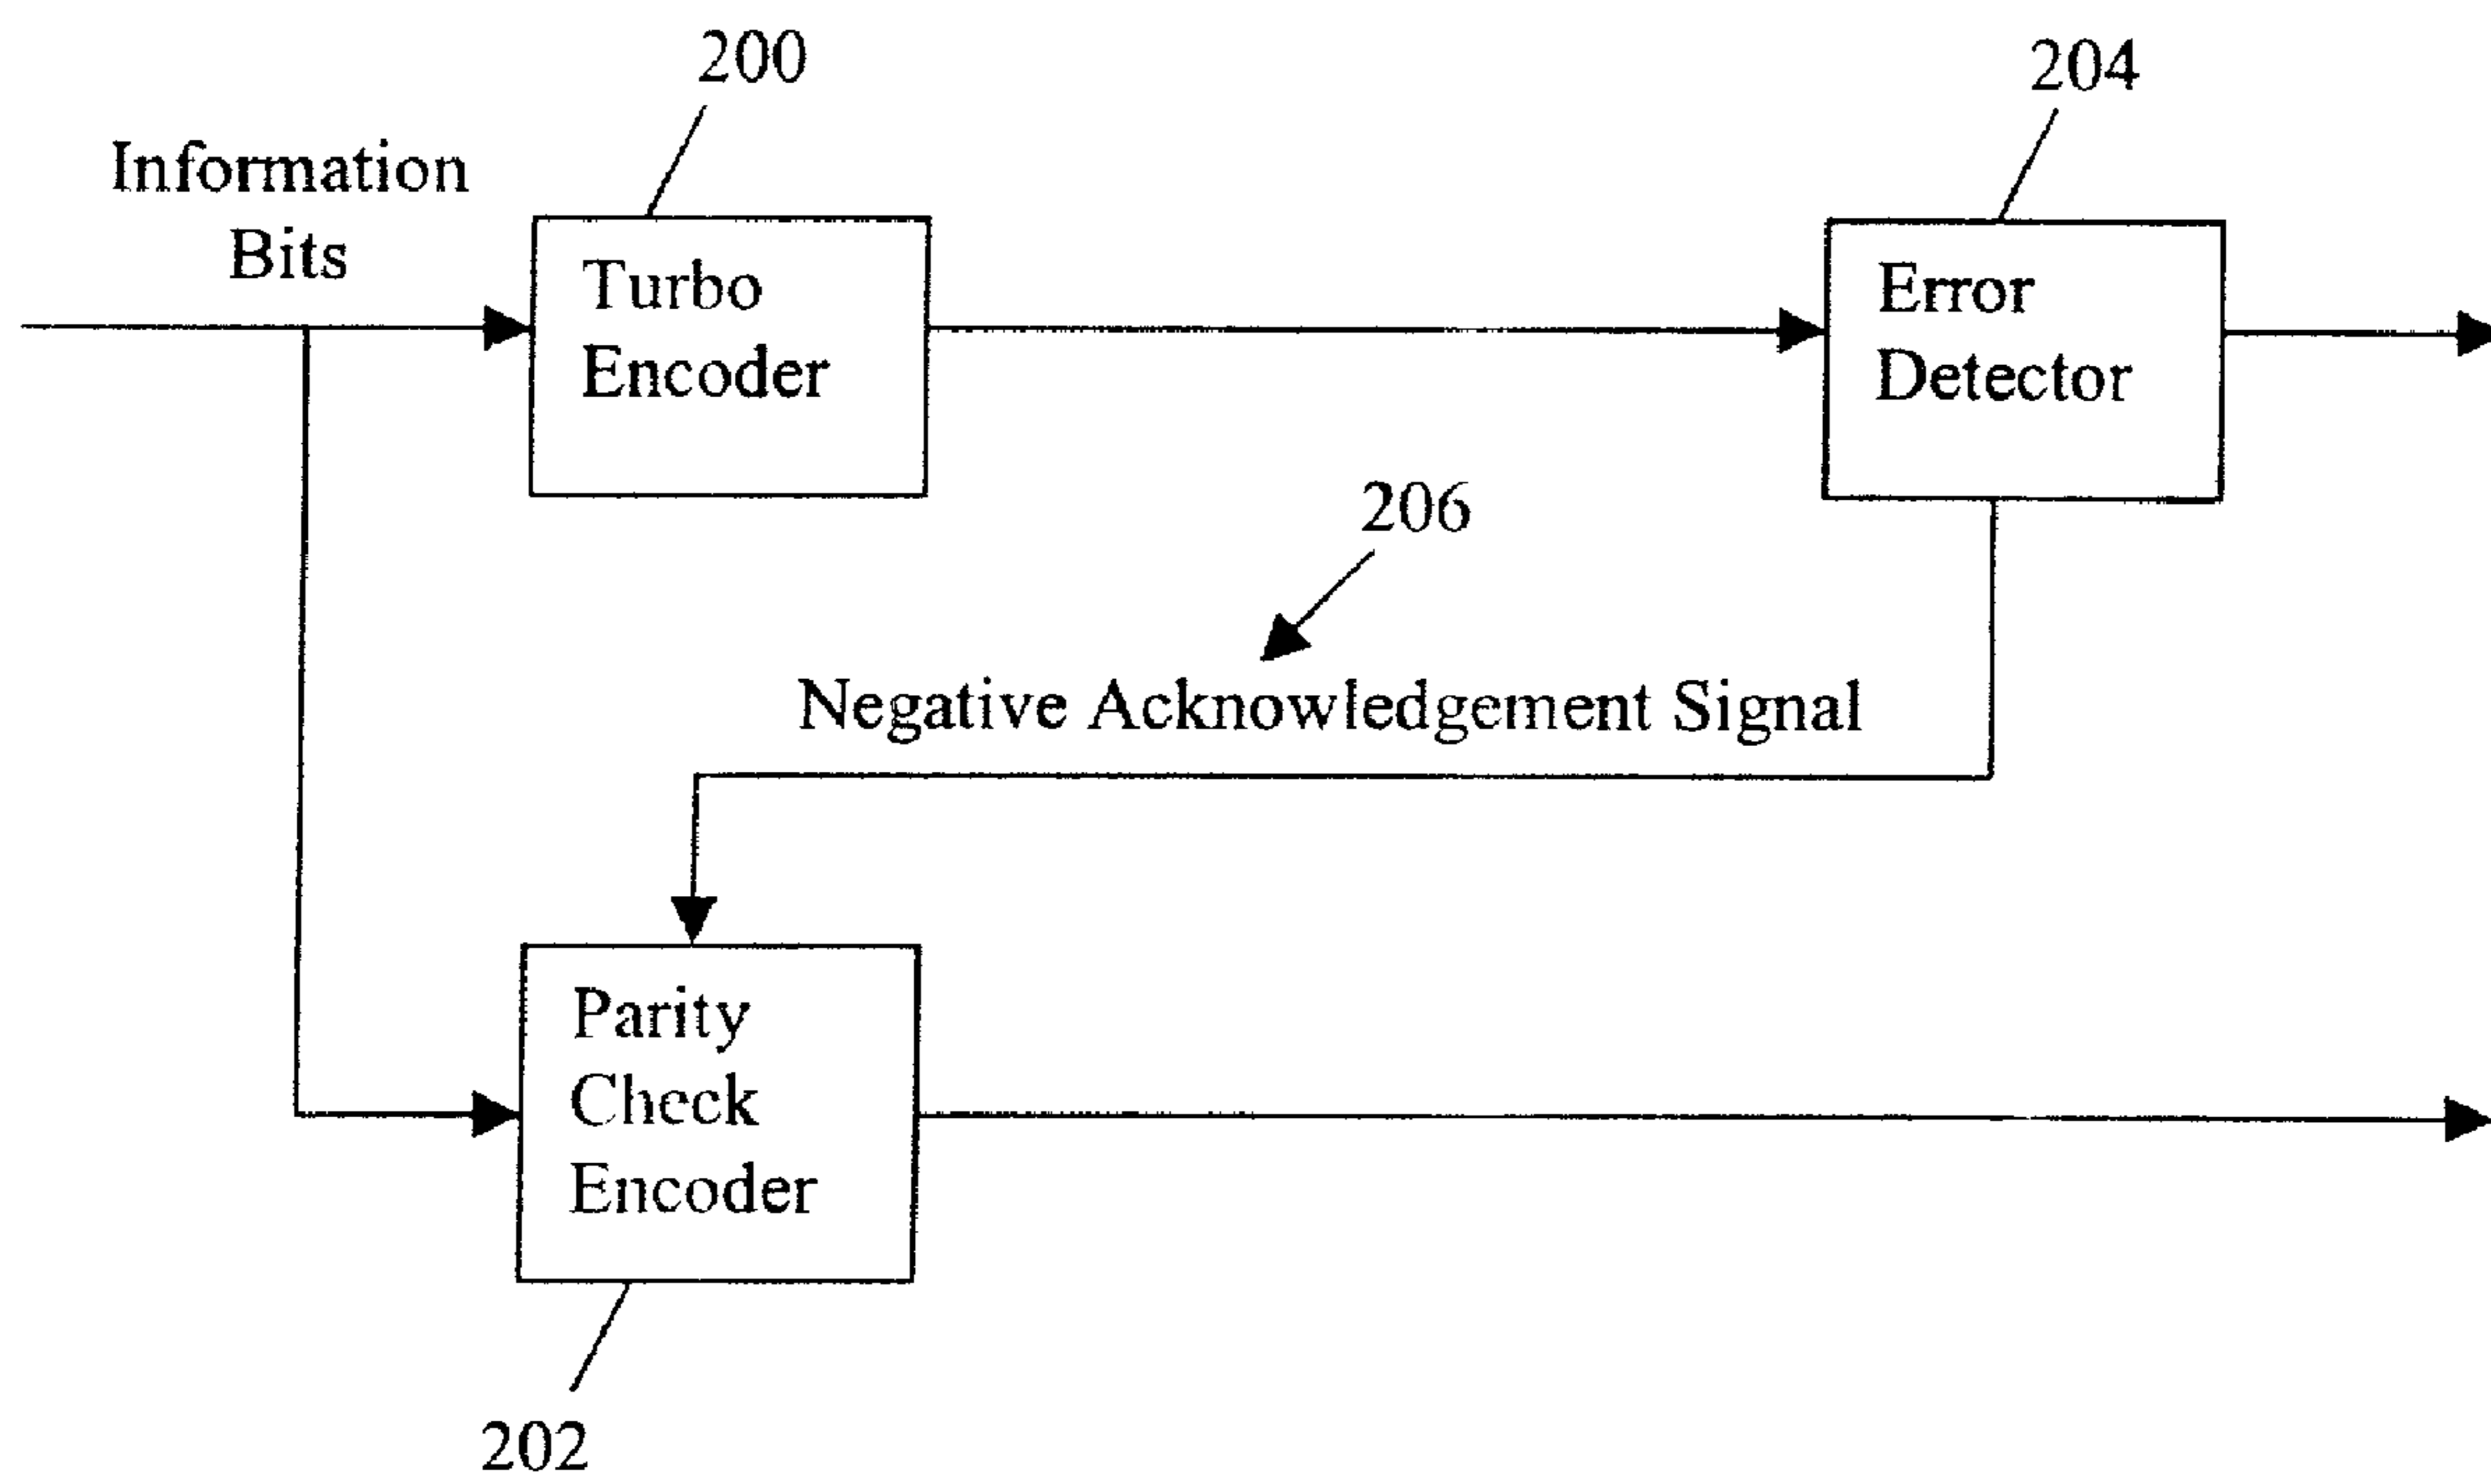 200
204
Information
Bits
Turbo
Encoder
Error
Detector
206
Negative Acknowledgement Signal
Parity
Check
Encoder
202